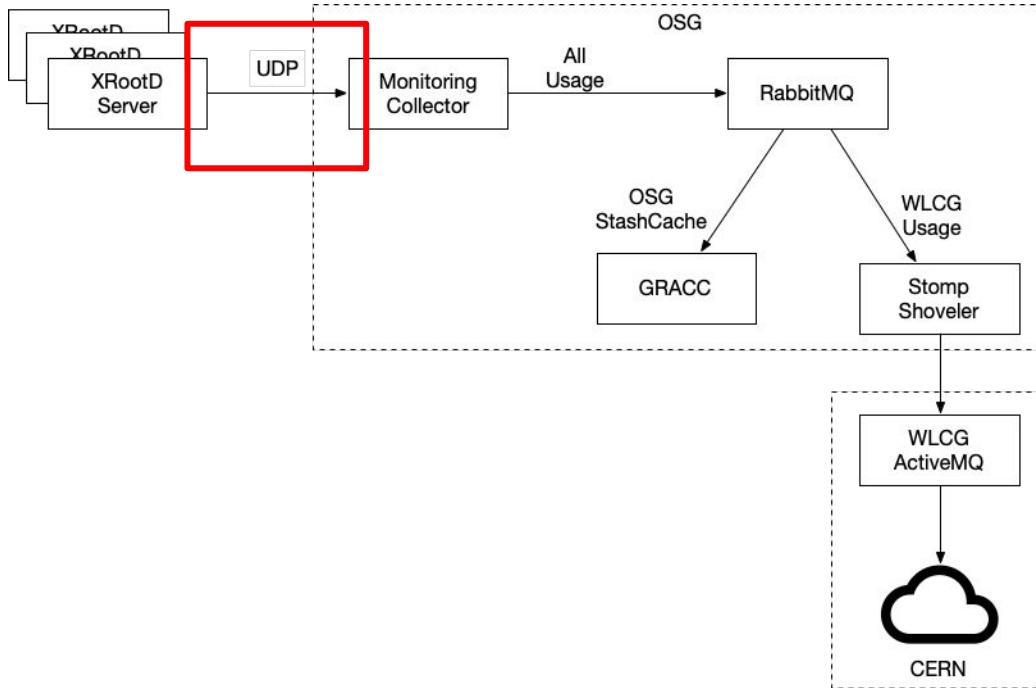 XRootD
XRootD
XRootD
Server
UDP
OSG
Monitoring
Collector
All
Usage
RabbitMQ
OSG
StashCache
WLCG
Usage
GRACC
Stomp
Shoveler
WLCG
ActiveMQ
CERN